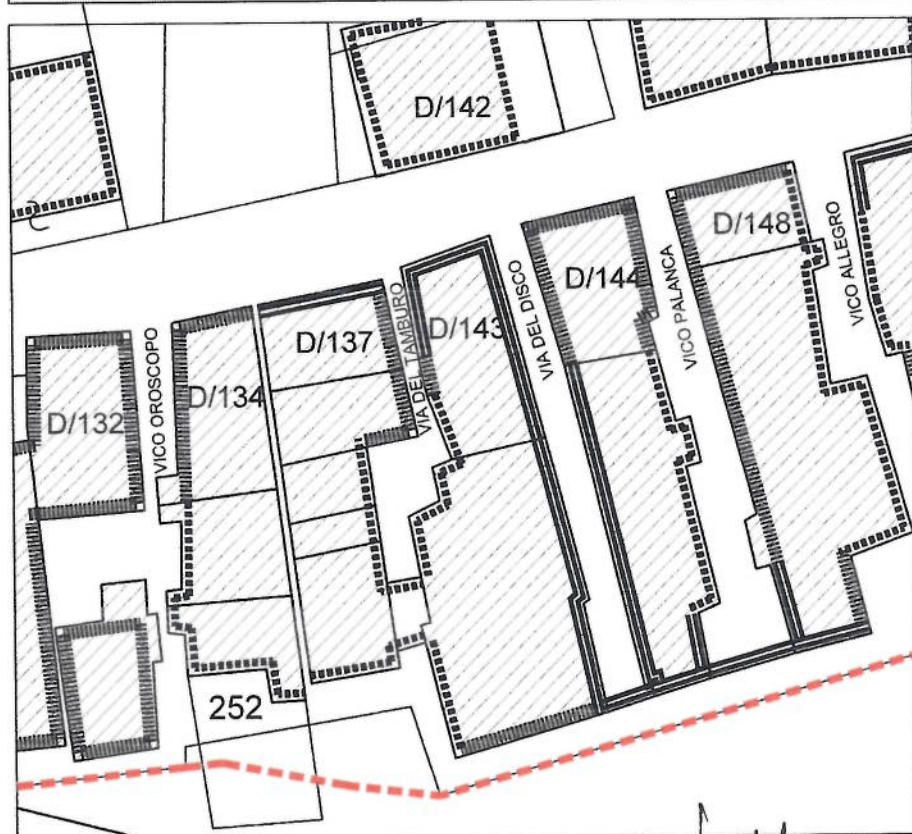 D/142
D/148
VICO ALLEGRO
D/144
VICO PALANCA
VIA DEL DISCO
D/143
VIA DEL TAMBURO
D/137
D/134
VICO OROSCOPO
D/132
252